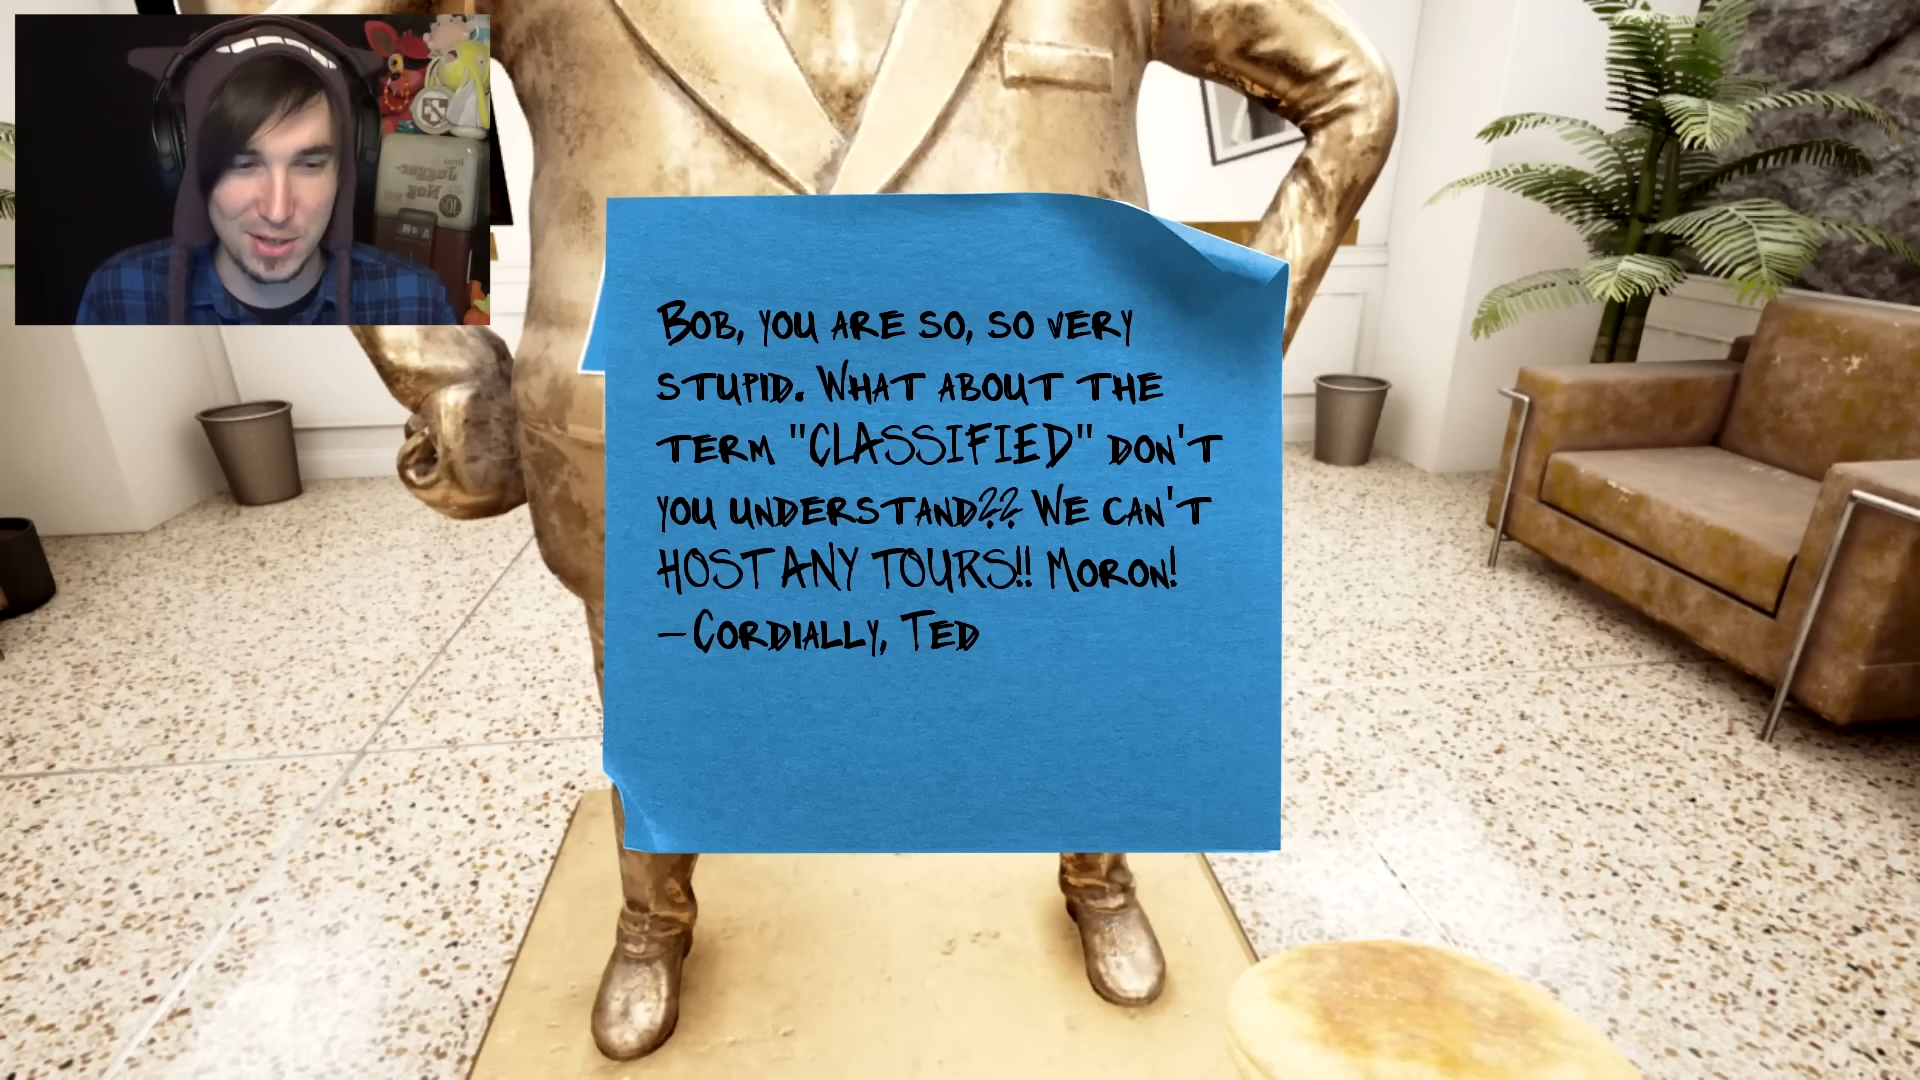 Bob, you are so, so very
stupid. What about the
term "CLASSIFIED" don't
you understand?? We can't
HOST ANY TOURS!! Moron!
—Cordially, Ted